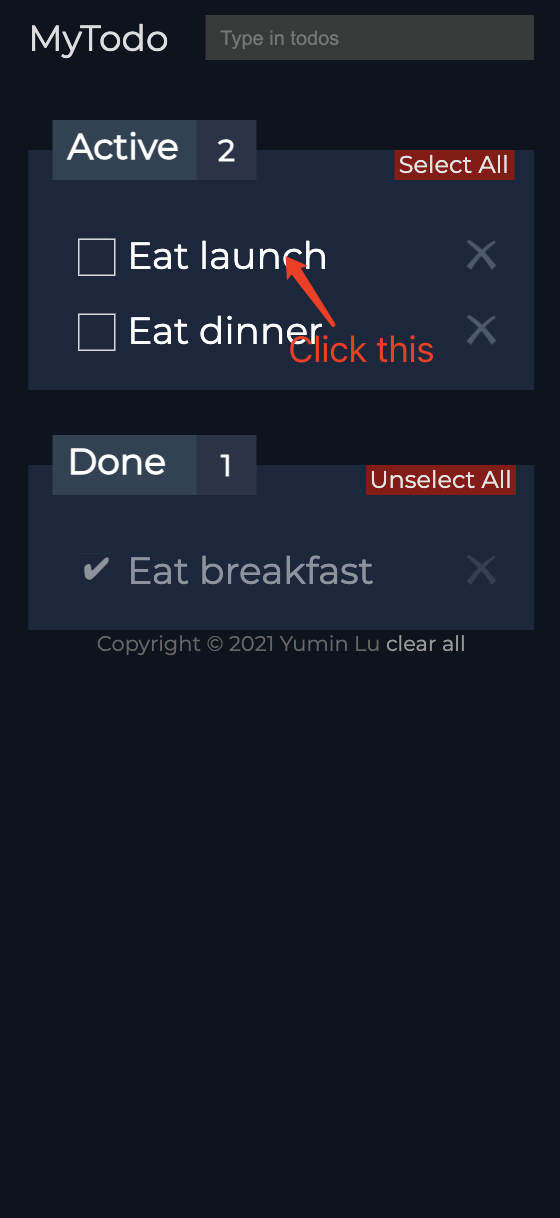 MyTodo Type in todos
Active 2 Select All
Eat launch
Eat dinner
Click this
Done 1 Unselect All
✔ Eat breakfast
Copyright © 2021 Yumin Lu clear all